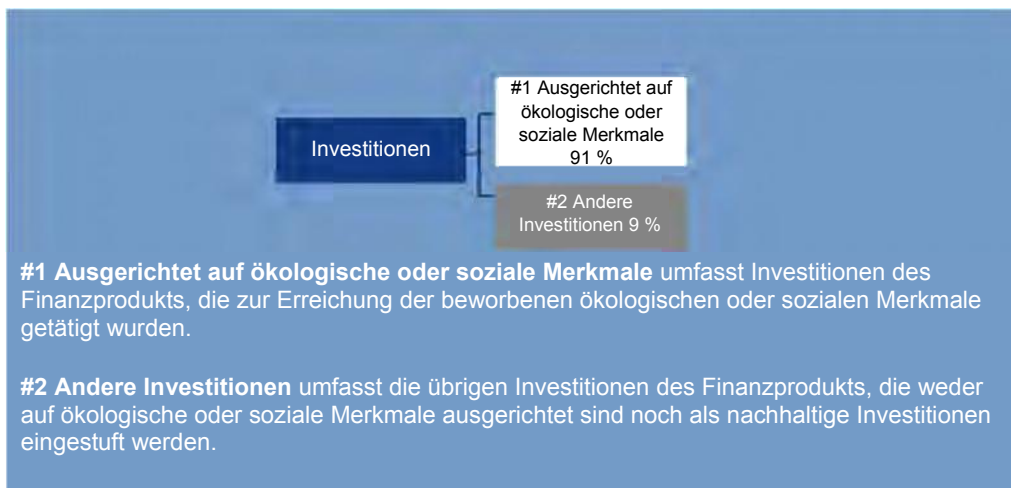 #1 Ausgerichtet auf
ökologische oder
soziale Merkmale
91 %
Investitionen
#2 Andere
Investitionen 9 %
#1 Ausgerichtet auf ökologische oder soziale Merkmale umfasst Investitionen des
Finanzprodukts, die zur Erreichung der beworbenen ökologischen oder sozialen Merkmale
getätigt wurden.
#2 Andere Investitionen umfasst die übrigen Investitionen des Finanzprodukts, die weder
auf ökologische oder soziale Merkmale ausgerichtet sind noch als nachhaltige Investitionen
eingestuft werden.